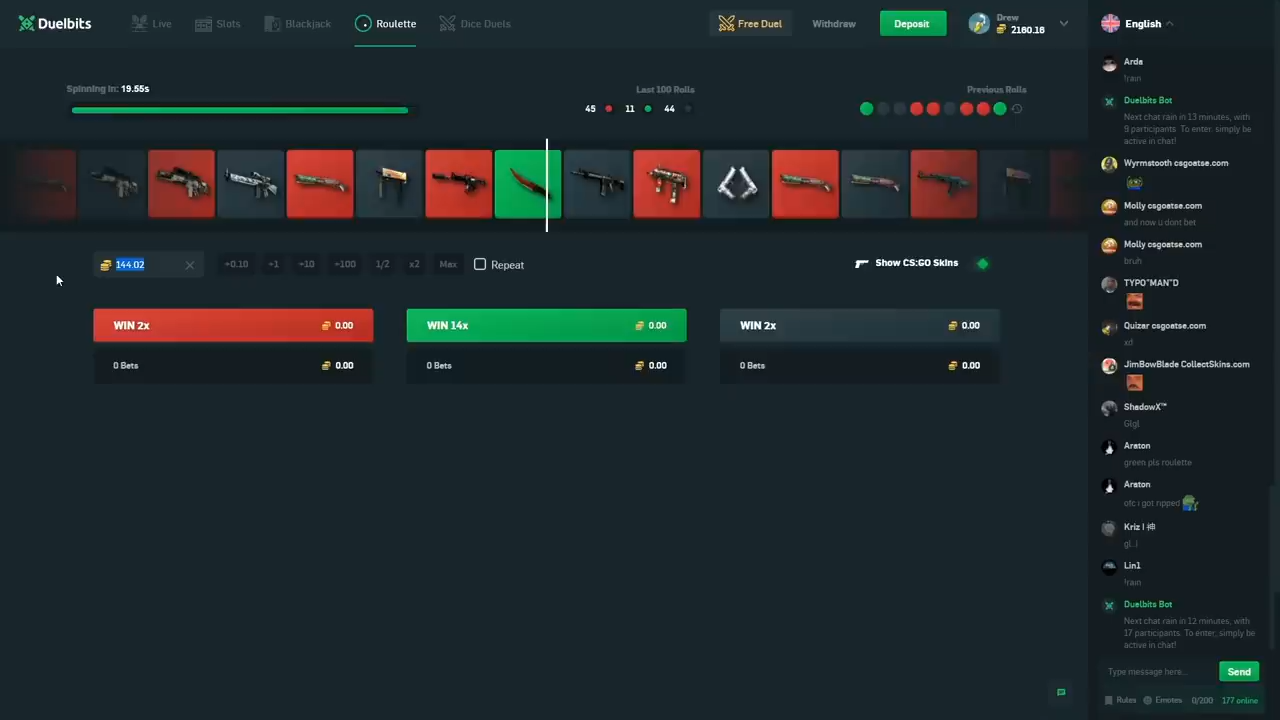 Duelbits
Live
Slots
Blackjack
Roulette
Dice Duels
Free Duel
Withdraw
Deposit
Drew
2160.16
English
Spinning In: 19.55s
Last 100 Rolls
45
11
44
Previous Rolls
144.02
+0.10
+1
+10
+100
1/2
x2
Max
Repeat
Show CS:GO Skins
WIN 2x
0.00
WIN 14x
0.00
WIN 2x
0.00
0 Bets
0.00
0 Bets
0.00
0 Bets
0.00
Arda
!rain
Duelbits Bot
Next chat rain in 13 minutes, with
9 participants. To enter, simply be
active in chat!
Wyrmstooth csgoatse.com
Molly csgoatse.com
and now u dont bet
Molly csgoatse.com
bruh
TYPO"MAN"D
Quizar csgoatse.com
xd
JimBowBlade CollectSkins.com
ShadowX™
Glgl
Araton
green pls roulette
Araton
ofc i got ripped
Kriz | 神
gl..l
Lin1
!rain
Duelbits Bot
Next chat rain in 12 minutes, with
17 participants. To enter, simply be
active in chat!
Type message here...
Send
Rules
Emotes
0/200
177 online